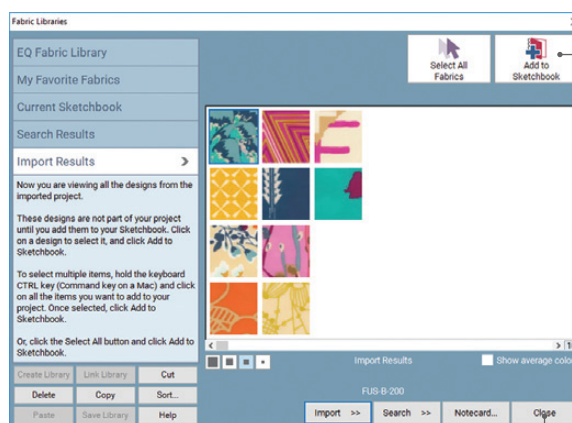 Fabric Libraries
EQ Fabric Library
My Favorite Fabrics
Current Sketchbook
Search Results
Import Results
Now you are viewing all the designs from the
imported project.
These designs are not part of your project
until you add them to your Sketchbook. Click
on a design to select it, and click Add to
Sketchbook.
To select multiple items, hold the keyboard
CTRL key (Command key on a Mac) and click
on all the items you want to add to your
project. Once selected, click Add to
Sketchbook.
Or, click the Select All button and click Add to
Sketchbook.
Create Library Link Library Cut
Delete Copy Sort...
Paste Save Library Help
Select All
Fabrics
Add to
Sketchbook
Import Results
Show average colo
FUS-B-200
Import >> Search >> Notecard... Close